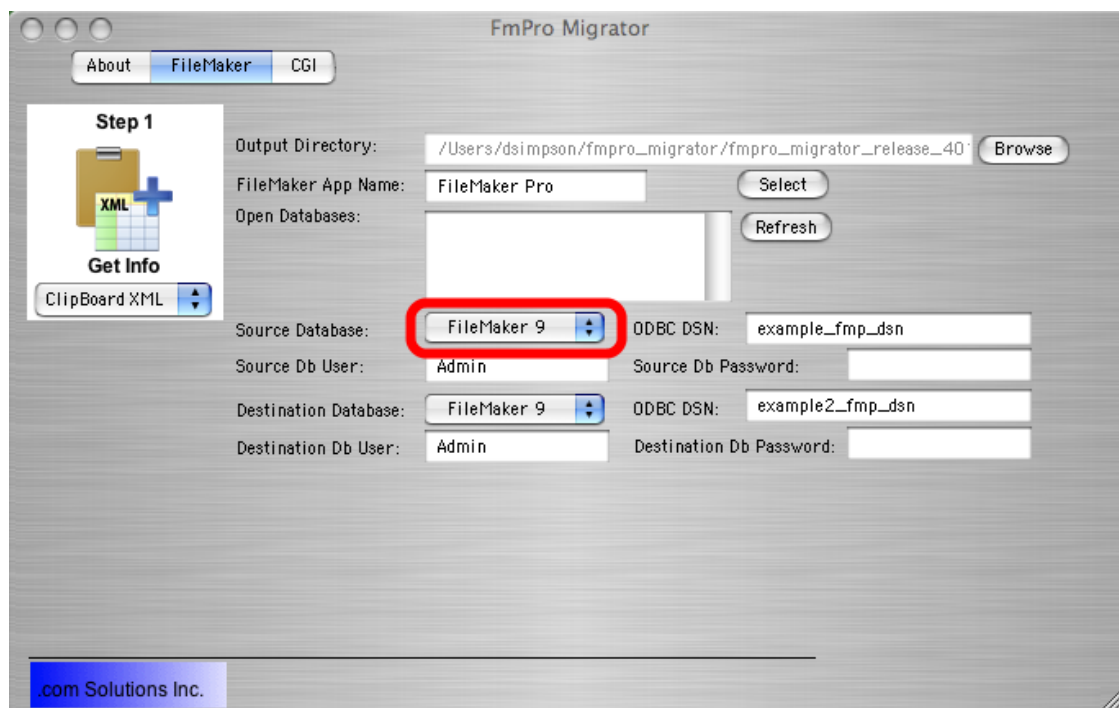 FmPro Migrator
About FileMaker CGI
Step 1
XML
Get Info
ClipBoard XML
Output Directory: /Users/dsimpson/fmpro_migrator/fmpro_migrator_release_40 Browse
FileMaker App Name: FileMaker Pro Select
Open Databases: Refresh
Source Database: FileMaker 9 ODBC DSN: example_fmp_dsn
Source Db User: Admin Source Db Password:
Destination Database: FileMaker 9 ODBC DSN: example2_fmp_dsn
Destination Db User: Admin Destination Db Password:
.com Solutions Inc.